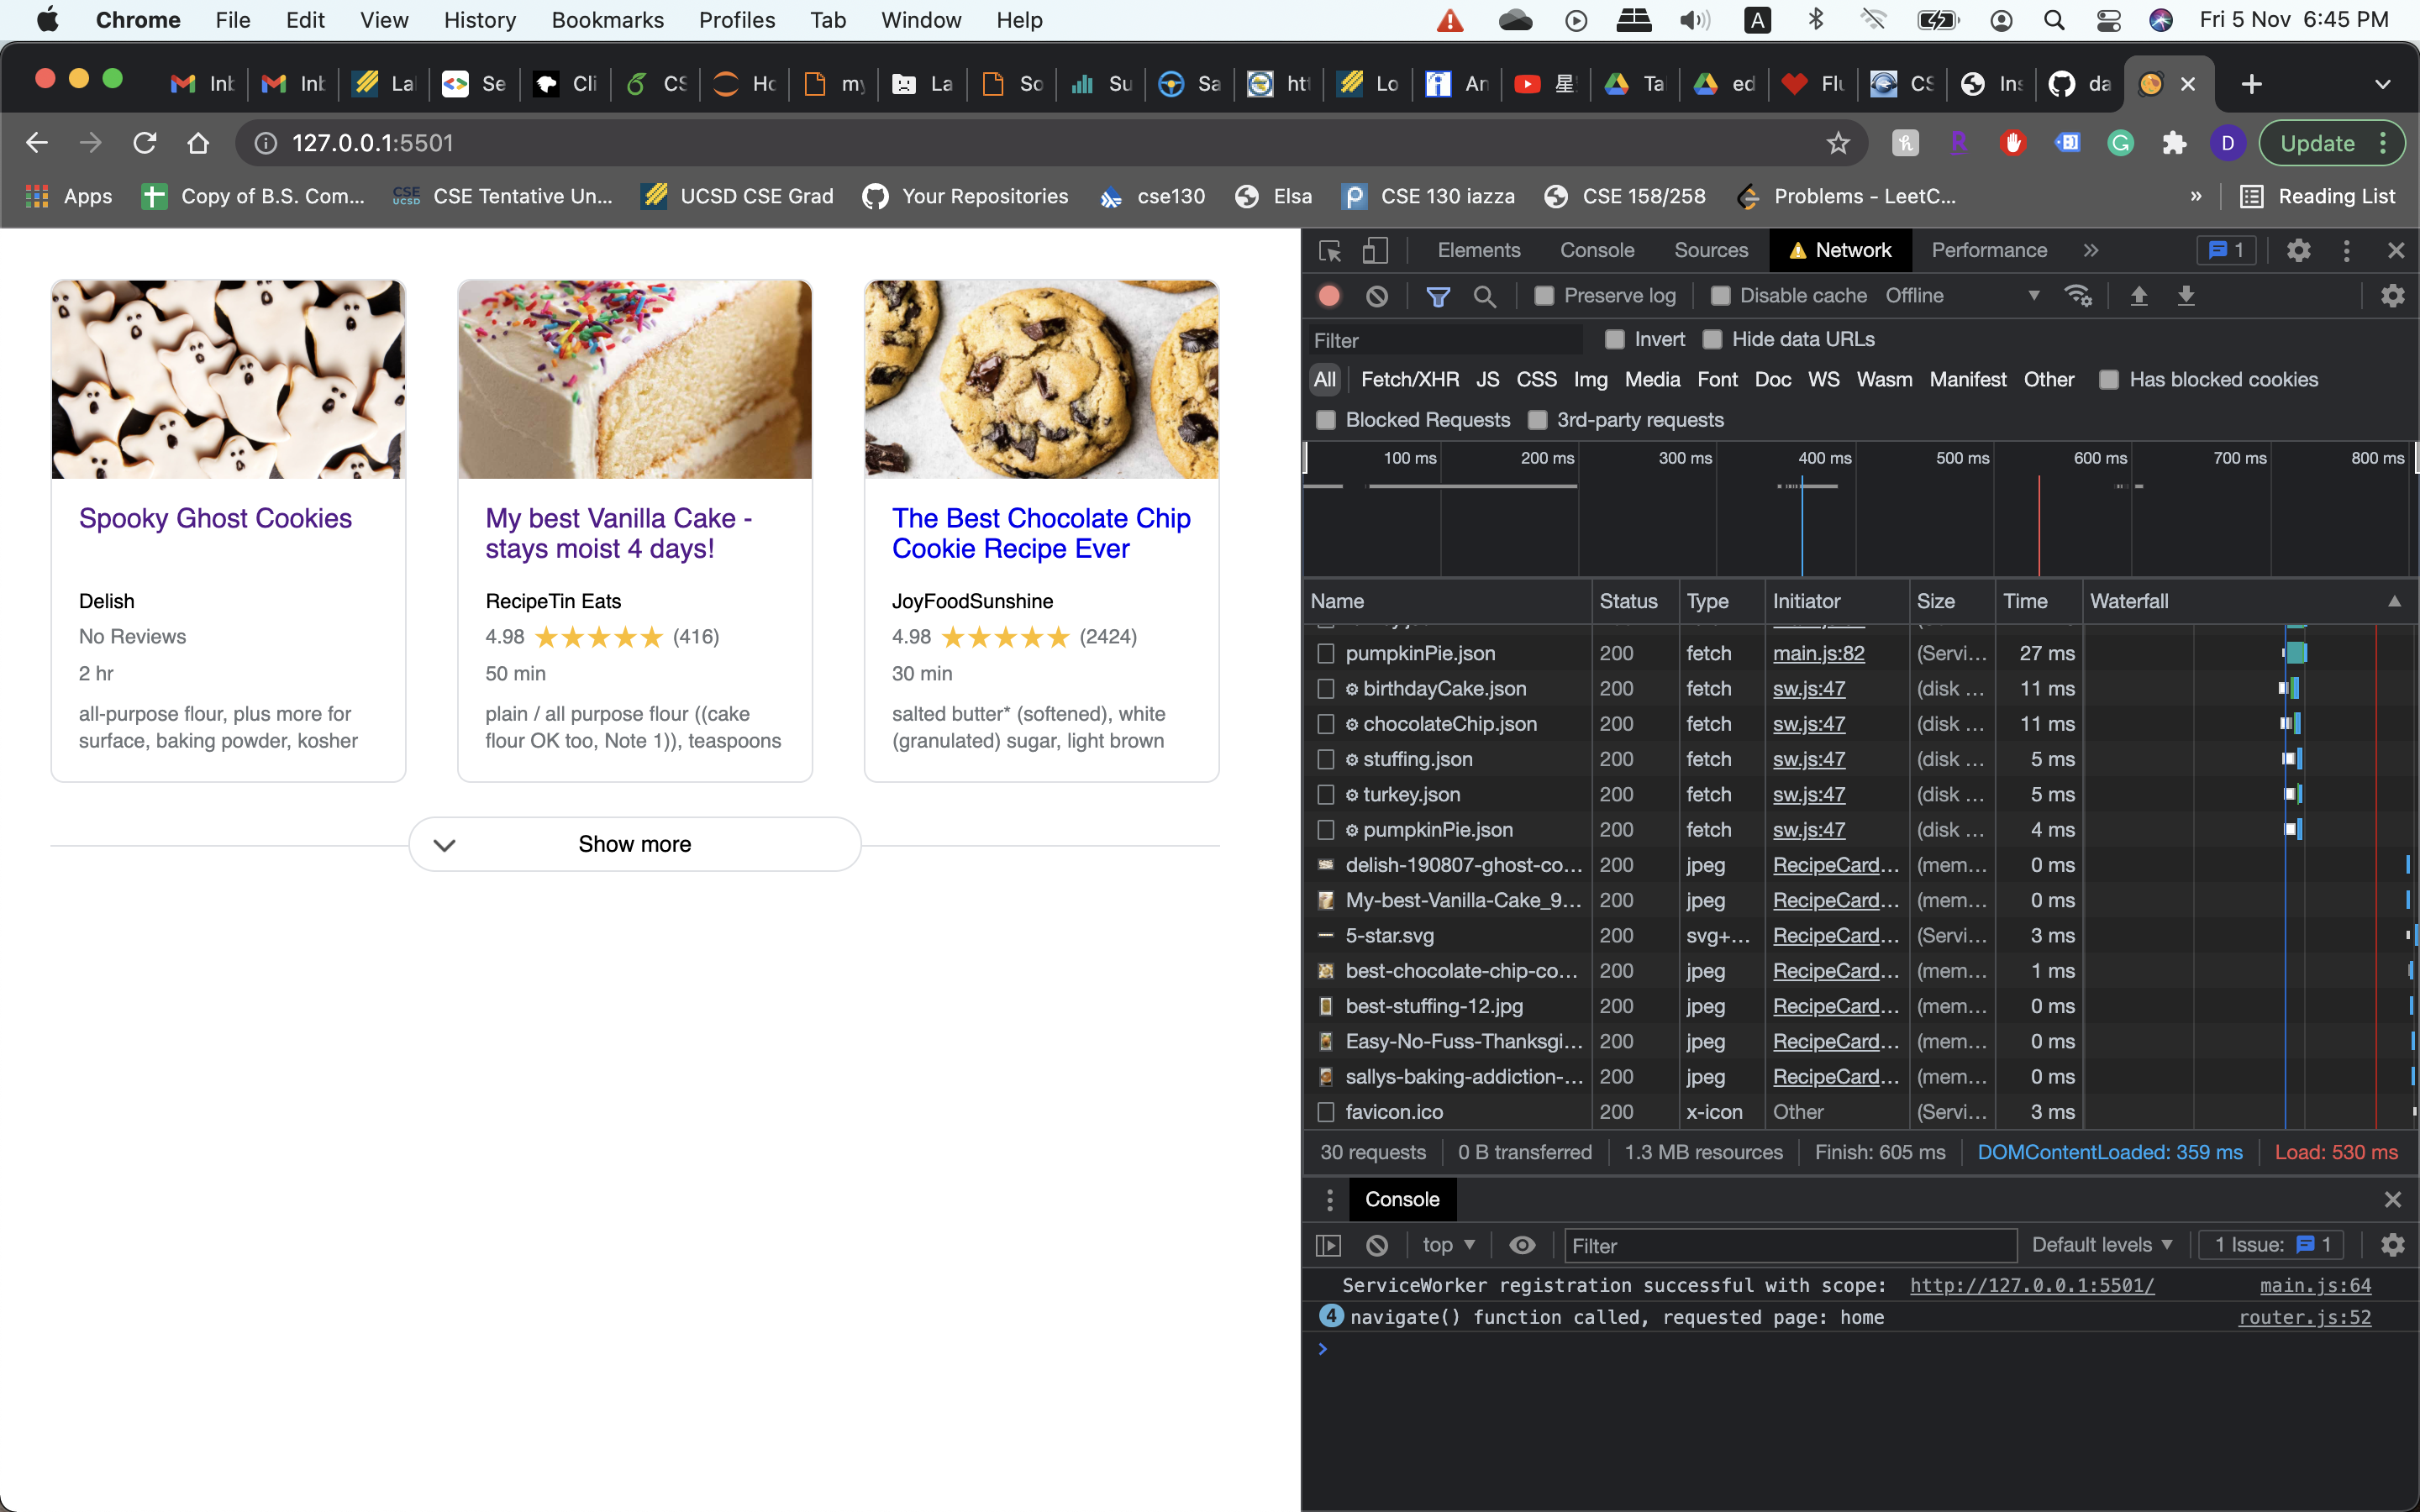 Chrome File Edit View History Bookmarks Profiles Tab Window Help A Fri 5 Nov 6:45 PM
Inb Inb La Se Cli CS Ho my La So Su Sa htt Lo An 星 Ta ed Flu CS Ins da
127.0.0.1:5501 D Update
Apps Copy of B.S. Com... CSE Tentative Un... UCSD CSE Grad Your Repositories cse130 Elsa CSE 130 iazza CSE 158/258 Problems - LeetC... » Reading List
Spooky Ghost Cookies
Delish
No Reviews
2 hr
all-purpose flour, plus more for
surface, baking powder, kosher
My best Vanilla Cake -
stays moist 4 days!
RecipeTin Eats
4.98 ★★★★★ (416)
50 min
plain / all purpose flour ((cake
flour OK too, Note 1)), teaspoons
The Best Chocolate Chip
Cookie Recipe Ever
JoyFoodSunshine
4.98 ★★★★★ (2424)
30 min
salted butter* (softened), white
(granulated) sugar, light brown
Show more
Elements Console Sources Network Performance » 1
Preserve log Disable cache Offline
Filter Invert Hide data URLs
All Fetch/XHR JS CSS Img Media Font Doc WS Wasm Manifest Other Has blocked cookies
Blocked Requests 3rd-party requests
100 ms 200 ms 300 ms 400 ms 500 ms 600 ms 700 ms 800 ms
Name Status Type Initiator Size Time Waterfall
pumpkinPie.json 200 fetch main.js:82 (Servi... 27 ms
birthdayCake.json 200 fetch sw.js:47 (disk ... 11 ms
chocolateChip.json 200 fetch sw.js:47 (disk ... 11 ms
stuffing.json 200 fetch sw.js:47 (disk ... 5 ms
turkey.json 200 fetch sw.js:47 (disk ... 5 ms
pumpkinPie.json 200 fetch sw.js:47 (disk ... 4 ms
delish-190807-ghost-co... 200 jpeg RecipeCard... (mem... 0 ms
My-best-Vanilla-Cake_9... 200 jpeg RecipeCard... (mem... 0 ms
5-star.svg 200 svg+... RecipeCard... (Servi... 3 ms
best-chocolate-chip-co... 200 jpeg RecipeCard... (mem... 1 ms
best-stuffing-12.jpg 200 jpeg RecipeCard... (mem... 0 ms
Easy-No-Fuss-Thanksgi... 200 jpeg RecipeCard... (mem... 0 ms
sallys-baking-addiction-... 200 jpeg RecipeCard... (mem... 0 ms
favicon.ico 200 x-icon Other (Servi... 3 ms
30 requests 0 B transferred 1.3 MB resources Finish: 605 ms DOMContentLoaded: 359 ms Load: 530 ms
Console
top Filter Default levels 1 Issue: 1
ServiceWorker registration successful with scope: http://127.0.0.1:5501/ main.js:64
4 navigate() function called, requested page: home router.js:52